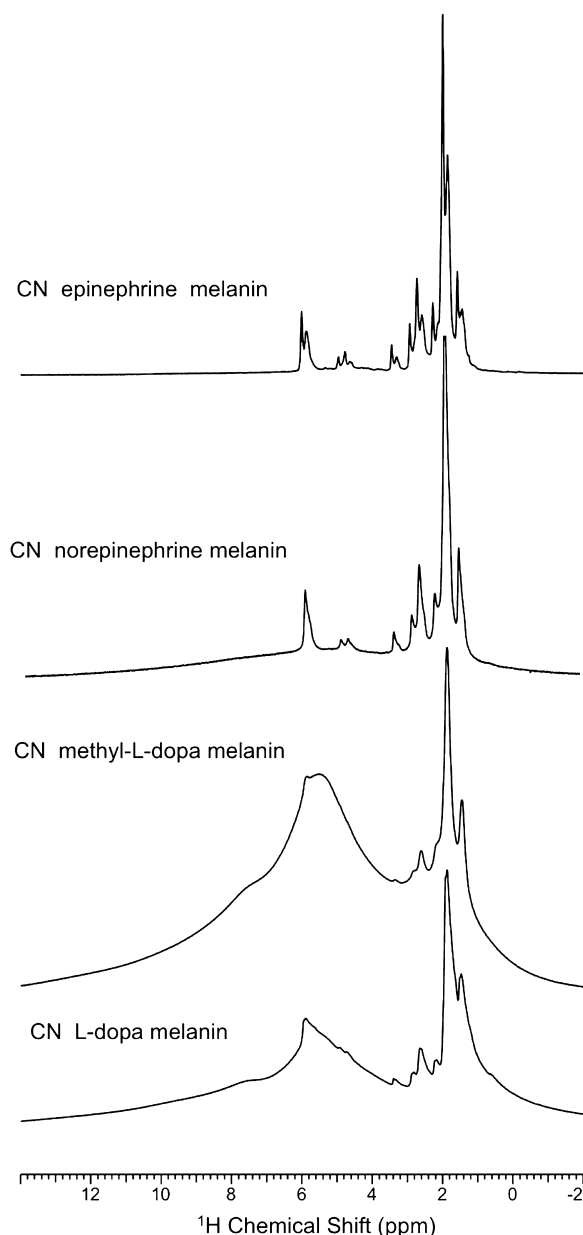 CN epinephrine melanin
CN norepinephrine melanin
CN methyl-L-dopa melanin
CN L-dopa melanin
12 10 8 6 4 2 0 -2
¹H Chemical Shift (ppm)